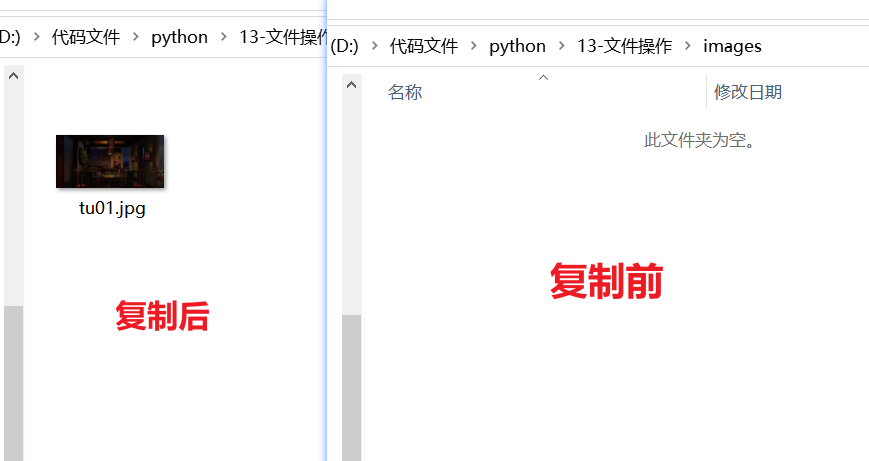 D:) > 代码文件 > python > 13-文件操
tu01.jpg
复制后
(D:) > 代码文件 > python > 13-文件操作 > images
名称 修改日期
此文件夹为空。
复制前